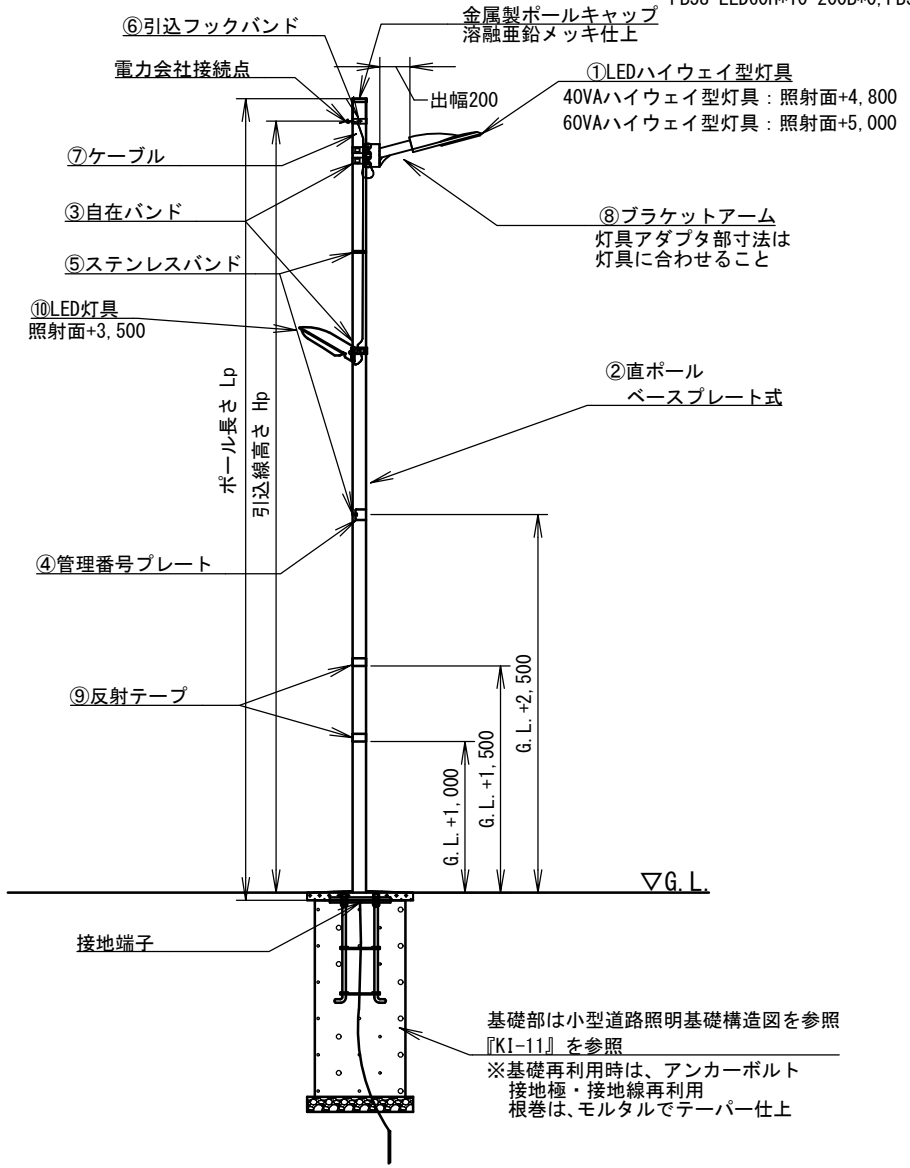 金属製ポールキャップ
溶融亜鉛メッキ仕上
⑥引込フックバンド
電力会社接続点
出幅200
①LEDハイウェイ型灯具
40VAハイウェイ型灯具：照射面+4,800
60VAハイウェイ型灯具：照射面+5,000
⑦ケーブル
③自在バンド
⑧ブラケットアーム
灯具アダプタ部寸法は
灯具に合わせること
⑤ステンレスバンド
⑩LED灯具
照射面+3,500
ポール長さ Lp
引込線高さ Hp
②直ポール
ベースプレート式
④管理番号プレート
⑨反射テープ
G.L.+1,000
G.L.+1,500
G.L.+2,500
▽G.L.
接地端子
基礎部は小型道路照明基礎構造図を参照
『KI-11』を参照
※基礎再利用時は、アンカーボルト
接地極・接地線再利用
根巻は、モルタルでテーパー仕上